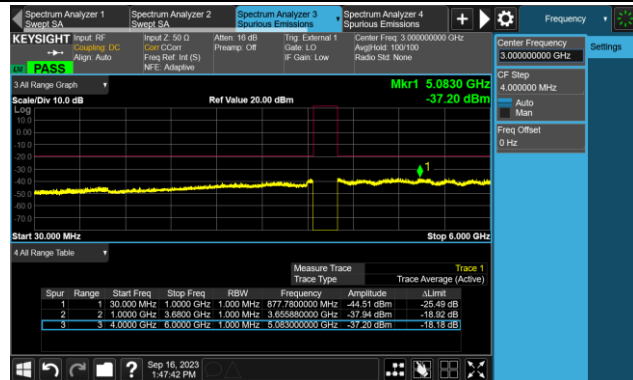 Spectrum Analyzer 1
Swept SA
Spectrum Analyzer 2
Swept SA
Spectrum Analyzer 3
Spurious Emissions
Spectrum Analyzer 4
Spurious Emissions
Frequency
KEYSIGHT
Input: RF
Coupling: DC
Align: Auto
Input Z: 50 Ω
Corr CCorr
Freq Ref: Int (S)
NFE: Adaptive
Atten: 16 dB
Preamp: Off
Trig: External 1
Gate: LO
IF Gain: Low
Center Freq: 3.000000000 GHz
Avg|Hold: 100/100
Radio Std: None
PASS
Center Frequency
3.000000000 GHz
Settings
CF Step
4.000000 MHz
Auto
Man
Freq Offset
0 Hz
3 All Range Graph
Mkr1 5.0830 GHz
Scale/Div 10.0 dB
Ref Value 20.00 dBm
-37.20 dBm
Log
10.0
0.00
-10.0
-20.0
-30.0
-40.0
-50.0
-60.0
-70.0
1
Start 30.000 MHz
Stop 6.000 GHz
4 All Range Table
Measure Trace Trace 1
Trace Type Trace Average (Active)
Spur Range Start Freq Stop Freq RBW Frequency Amplitude ΔLimit
1 1 30.000 MHz 1.0000 GHz 1.000 MHz 877.7800000 MHz -44.51 dBm -25.49 dB
2 2 1.0000 GHz 3.6800 GHz 1.000 MHz 3.655880000 GHz -37.94 dBm -18.92 dB
3 3 4.0000 GHz 6.0000 GHz 1.000 MHz 5.083000000 GHz -37.20 dBm -18.18 dB
Sep 16, 2023
1:47:42 PM